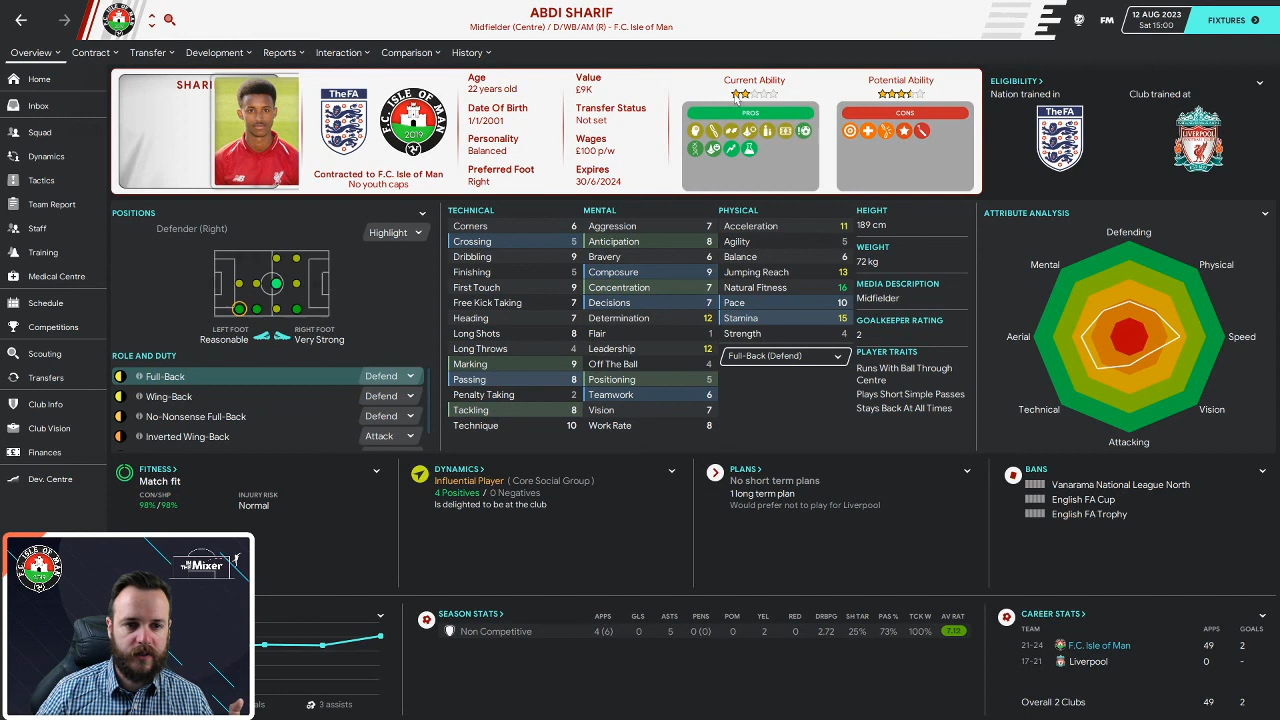 ABDI SHARIF
Midfielder (Centre) / D/WB/AM (R) - F.C. Isle of Man
FM
12 AUG 2023
Sat 15:00
FIXTURES
Overview
Contract
Transfer
Development
Reports
Interaction
Comparison
History
Home
Inbox
Squad
Dynamics
Tactics
Team Report
Staff
Training
Medical Centre
Schedule
Competitions
Scouting
Transfers
Club Info
Club Vision
Finances
Dev. Centre
SHARI
The FA
F.C. ISLE OF MAN
2019
Contracted to F.C. Isle of Man
No youth caps
Age
22 years old
Date Of Birth
1/1/2001
Personality
Balanced
Preferred Foot
Right
Value
£9K
Transfer Status
Not set
Wages
£100 p/w
Expires
30/6/2024
Current Ability
PROS
Potential Ability
CONS
ELIGIBILITY >
Nation trained in
Club trained at
The FA
LIVERPOOL
POSITIONS
Defender (Right)
Highlight
LEFT FOOT
Reasonable
RIGHT FOOT
Very Strong
ROLE AND DUTY
Full-Back Defend
Wing-Back Defend
No-Nonsense Full-Back Defend
Inverted Wing-Back Attack
TECHNICAL
Corners 6
Crossing 5
Dribbling 9
Finishing 5
First Touch 9
Free Kick Taking 7
Heading 7
Long Shots 8
Long Throws 4
Marking 9
Passing 8
Penalty Taking 2
Tackling 8
Technique 10
MENTAL
Aggression 7
Anticipation 8
Bravery 6
Composure 9
Concentration 7
Decisions 7
Determination 12
Flair 1
Leadership 12
Off The Ball 4
Positioning 5
Teamwork 6
Vision 7
Work Rate 8
PHYSICAL
Acceleration 11
Agility 5
Balance 6
Jumping Reach 13
Natural Fitness 16
Pace 10
Stamina 15
Strength 4
Full-Back (Defend)
HEIGHT
189 cm
WEIGHT
72 kg
MEDIA DESCRIPTION
Midfielder
GOALKEEPER RATING
2
PLAYER TRAITS
Runs With Ball Through
Centre
Plays Short Simple Passes
Stays Back At All Times
ATTRIBUTE ANALYSIS
Defending
Mental
Physical
Aerial
Speed
Technical
Vision
Attacking
FITNESS >
Match fit
CON/SHP
98% / 98%
INJURY RISK
Normal
DYNAMICS >
Influential Player ( Core Social Group )
4 Positives / 0 Negatives
Is delighted to be at the club
PLANS >
No short term plans
1 long term plan
Would prefer not to play for Liverpool
BANS
Vanarama National League North
English FA Cup
English FA Trophy
IN THE Mixer
als
3 assists
SEASON STATS >
APPS GLS ASTS PENS POM YEL RED DRBPG SH TAR PAS % TCK W AV RAT
Non Competitive 4 (6) 0 5 0 (0) 0 2 0 2.72 25% 73% 100% 7.12
CAREER STATS >
TEAM APPS GOALS
21-24 F.C. Isle of Man 49 2
17-21 Liverpool 0 -
Overall 2 Clubs 49 2